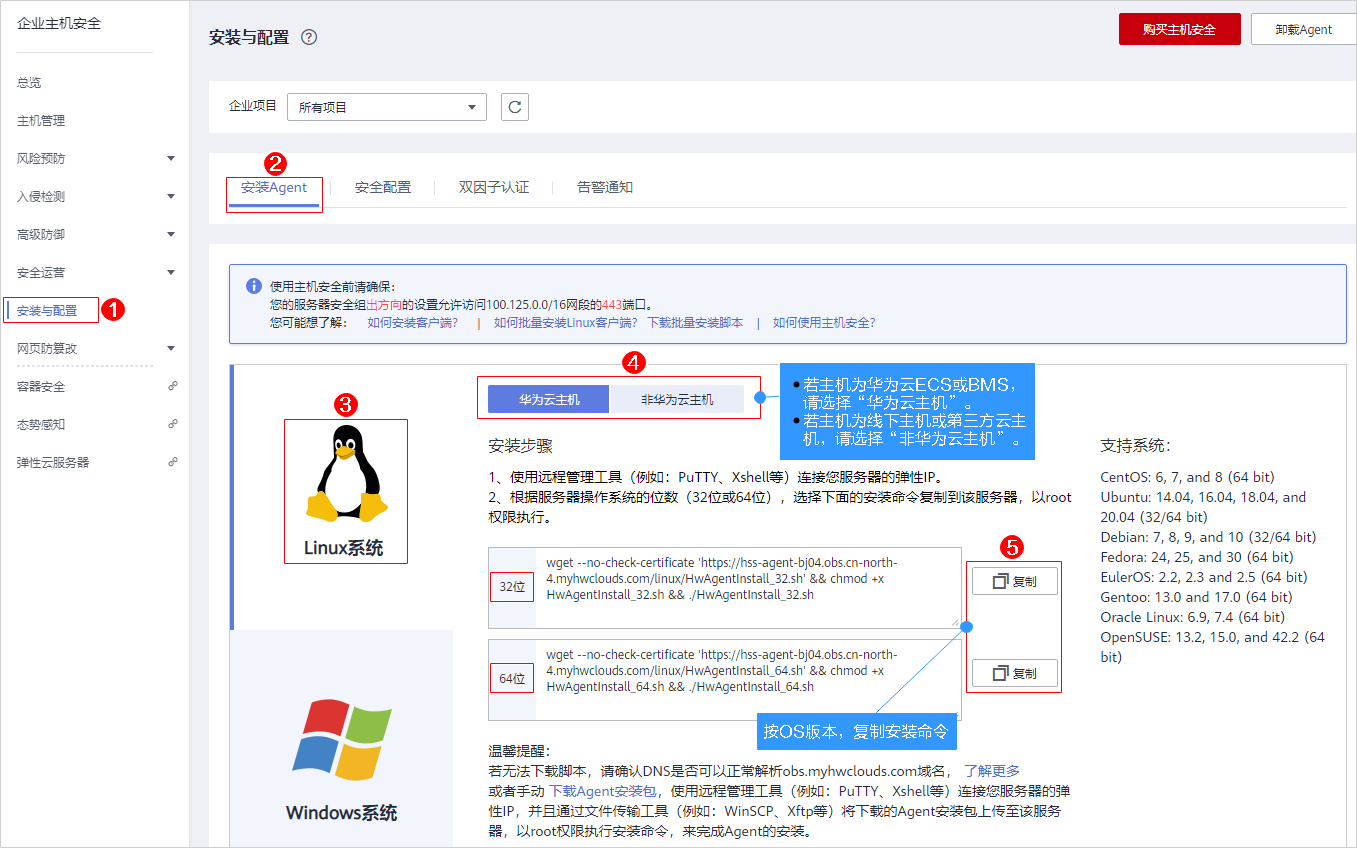 企业主机安全
总览
主机管理
风险预防
入侵检测
高级防御
安全运营
安装与配置
1
网页防篡改
容器安全
态势感知
弹性云服务器
安装与配置 ?
购买主机安全
卸载Agent
企业项目
所有项目
2
安装Agent
安全配置
双因子认证
告警通知
使用主机安全前请确保：
您的服务器安全组出方向的设置允许访问100.125.0.0/16网段的443端口。
您可能想了解： 如何安装客户端？ | 如何批量安装Linux客户端？ 下载批量安装脚本 | 如何使用主机安全？
3
Linux系统
Windows系统
4
华为云主机
非华为云主机
●若主机为华为云ECS或BMS，
请选择“华为云主机”。
●若主机为线下主机或第三方云主
机，请选择“非华为云主机”。
安装步骤
1、使用远程管理工具（例如：PuTTY、Xshell等）连接您服务器的弹性IP。
2、根据服务器操作系统的位数（32位或64位），选择下面的安装命令复制到该服务器，以root
权限执行。
32位
wget --no-check-certificate 'https://hss-agent-bj04.obs.cn-north-
4.myhwclouds.com/linux/HwAgentInstall_32.sh' && chmod +x
HwAgentInstall_32.sh && ./HwAgentInstall_32.sh
5
复制
64位
wget --no-check-certificate 'https://hss-agent-bj04.obs.cn-north-
4.myhwclouds.com/linux/HwAgentInstall_64.sh' && chmod +x
HwAgentInstall_64.sh && ./HwAgentInstall_64.sh
复制
按OS版本，复制安装命令
温馨提醒：
若无法下载脚本，请确认DNS是否可以正常解析obs.myhwclouds.com域名， 了解更多
或者手动 下载Agent安装包，使用远程管理工具（例如：PuTTY、Xshell等）连接您服务器的弹
性IP，并且通过文件传输工具（例如：WinSCP、Xftp等）将下载的Agent安装包上传至该服务
器，以root权限执行安装命令，来完成Agent的安装。
支持系统：
CentOS: 6, 7, and 8 (64 bit)
Ubuntu: 14.04, 16.04, 18.04, and
20.04 (32/64 bit)
Debian: 7, 8, 9, and 10 (32/64 bit)
Fedora: 24, 25, and 30 (64 bit)
EulerOS: 2.2, 2.3 and 2.5 (64 bit)
Gentoo: 13.0 and 17.0 (64 bit)
Oracle Linux: 6.9, 7.4 (64 bit)
OpenSUSE: 13.2, 15.0, and 42.2 (64
bit)